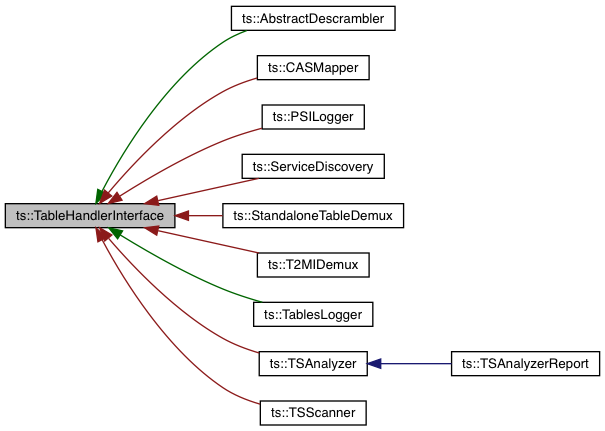 ts::AbstractDescrambler
ts::CASMapper
ts::PSILogger
ts::ServiceDiscovery
ts::TableHandlerInterface
ts::StandaloneTableDemux
ts::T2MIDemux
ts::TablesLogger
ts::TSAnalyzer
ts::TSAnalyzerReport
ts::TSScanner